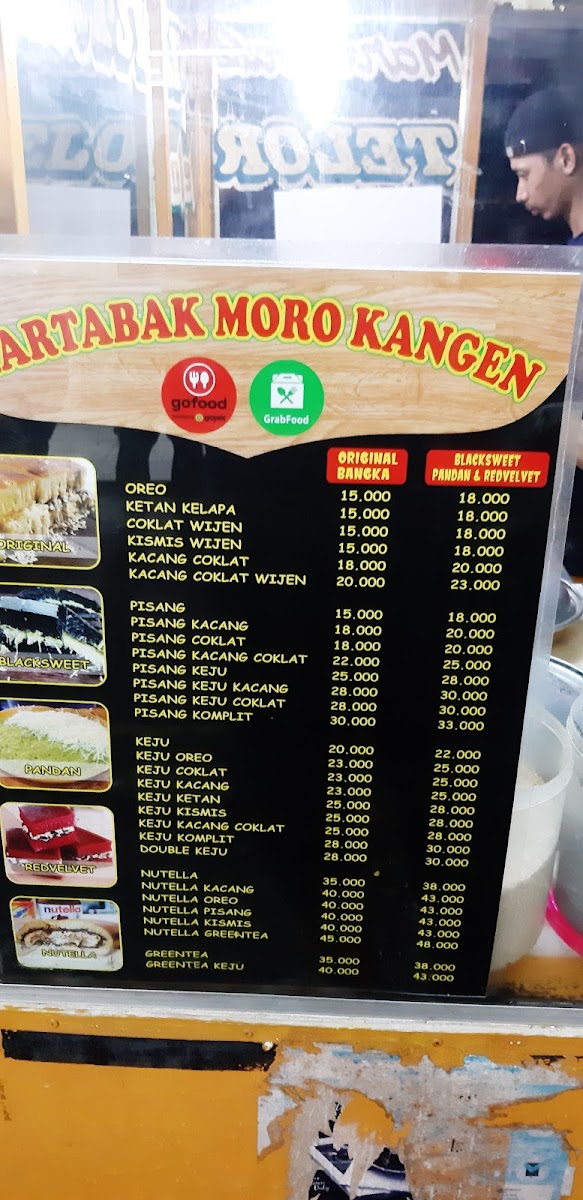 TELOR
ARTABAK MORO KANGEN
gofood
GrabFood
ORIGINAL BANGKA
BLACKSWEET PANDAN & REDVELVET
OREO 15.000 18.000
KETAN KELAPA 15.000 18.000
COKLAT WIJEN 15.000 18.000
KISMIS WIJEN 15.000 18.000
KACANG COKLAT 18.000 20.000
KACANG COKLAT WIJEN 20.000 23.000
PISANG 15.000 18.000
PISANG KACANG 18.000 20.000
PISANG COKLAT 18.000 20.000
PISANG KACANG COKLAT 22.000 25.000
PISANG KEJU 25.000 28.000
PISANG KEJU KACANG 28.000 30.000
PISANG KEJU COKLAT 28.000 30.000
PISANG KOMPLIT 30.000 33.000
KEJU 20.000 22.000
KEJU OREO 23.000 25.000
KEJU COKLAT 23.000 25.000
KEJU KACANG 23.000 25.000
KEJU KETAN 25.000 28.000
KEJU KISMIS 25.000 28.000
KEJU KACANG COKLAT 25.000 28.000
KEJU KOMPLIT 28.000 30.000
DOUBLE KEJU 28.000 30.000
NUTELLA 35.000 38.000
NUTELLA KACANG 40.000 43.000
NUTELLA OREO 40.000 43.000
NUTELLA PISANG 40.000 43.000
NUTELLA KISMIS 40.000 43.000
NUTELLA GREENTEA 45.000 48.000
GREENTEA 35.000 38.000
GREENTEA KEJU 40.000 43.000
ORIGINAL
BLACKSWEET
PANDAN
REDVELVET
nutella
NUTELLA